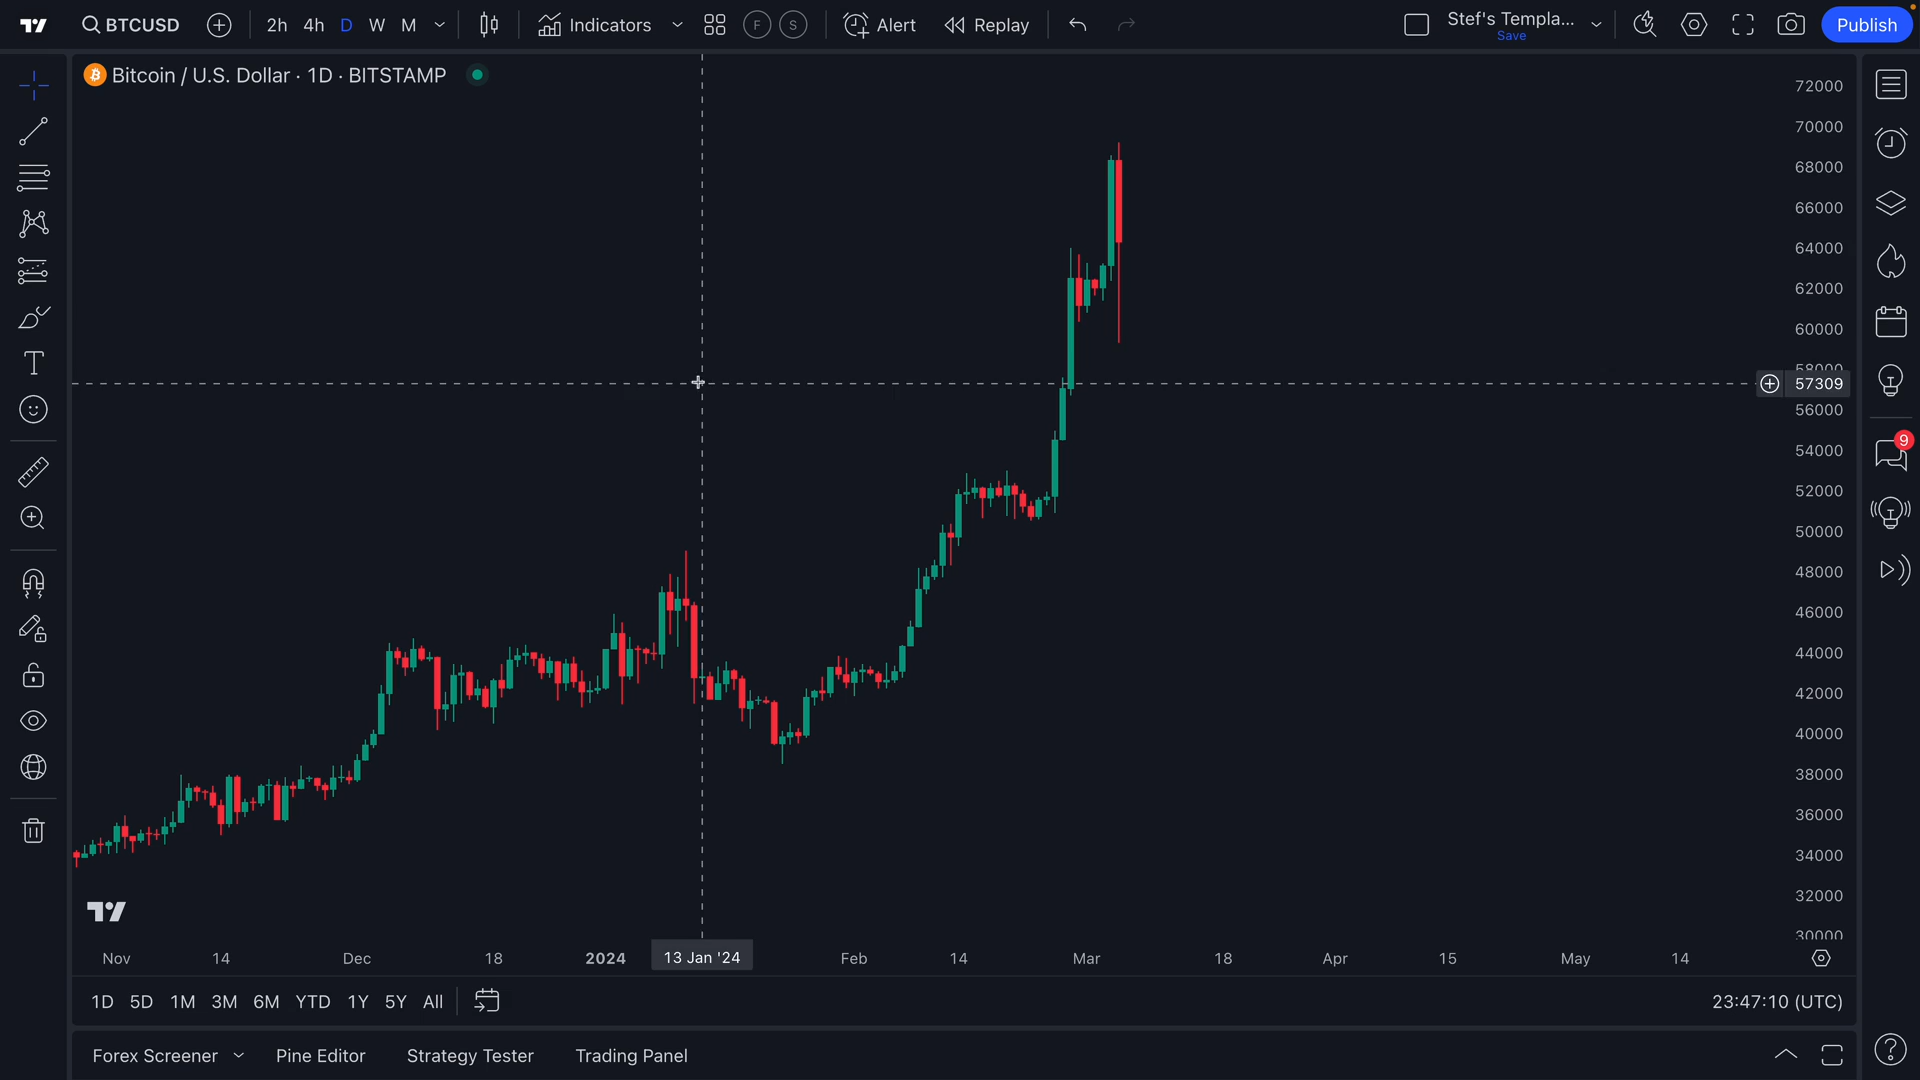 BTCUSD
2h 4h D W M
Indicators
F S
Alert
Replay
Stef's Templa...
Save
Publish
Bitcoin / U.S. Dollar · 1D · BITSTAMP
72000
70000
68000
66000
64000
62000
60000
58000
57309
56000
54000
52000
50000
48000
46000
44000
42000
40000
38000
36000
34000
32000
30000
9
Nov 14 Dec 18 2024 13 Jan '24 Feb 14 Mar 18 Apr 15 May 14
1D 5D 1M 3M 6M YTD 1Y 5Y All
23:47:10 (UTC)
Forex Screener Pine Editor Strategy Tester Trading Panel